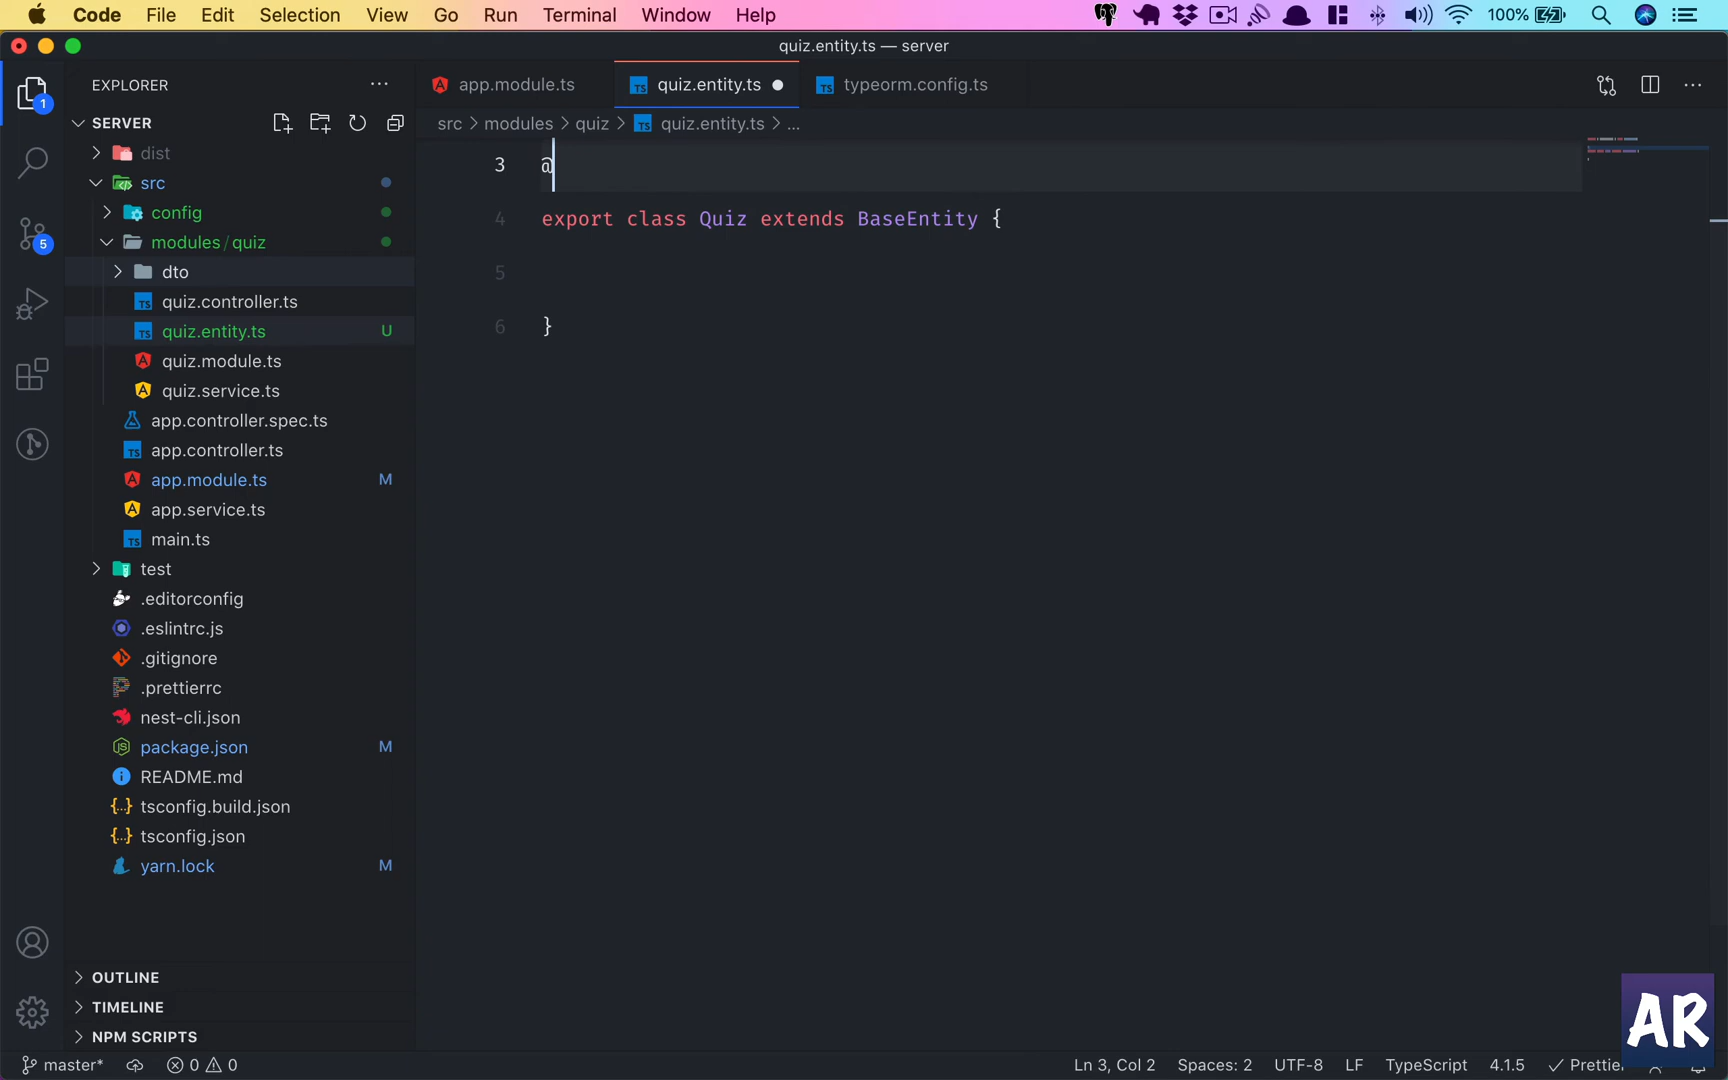 Code File Edit Selection View Go Run Terminal Window Help 100%
quiz.entity.ts — server
EXPLORER
app.module.ts quiz.entity.ts typeorm.config.ts
SERVER
src > modules > quiz > quiz.entity.ts > ...
dist
3 @
src
config
4 export class Quiz extends BaseEntity {
modules / quiz
dto
5
quiz.controller.ts
quiz.entity.ts U
6 }
quiz.module.ts
quiz.service.ts
app.controller.spec.ts
app.controller.ts
app.module.ts M
app.service.ts
main.ts
test
.editorconfig
.eslintrc.js
.gitignore
.prettierrc
nest-cli.json
package.json M
README.md
tsconfig.build.json
tsconfig.json
yarn.lock M
OUTLINE
TIMELINE
NPM SCRIPTS
AR
master* 0 0 Ln 3, Col 2 Spaces: 2 UTF-8 LF TypeScript 4.1.5
1
5